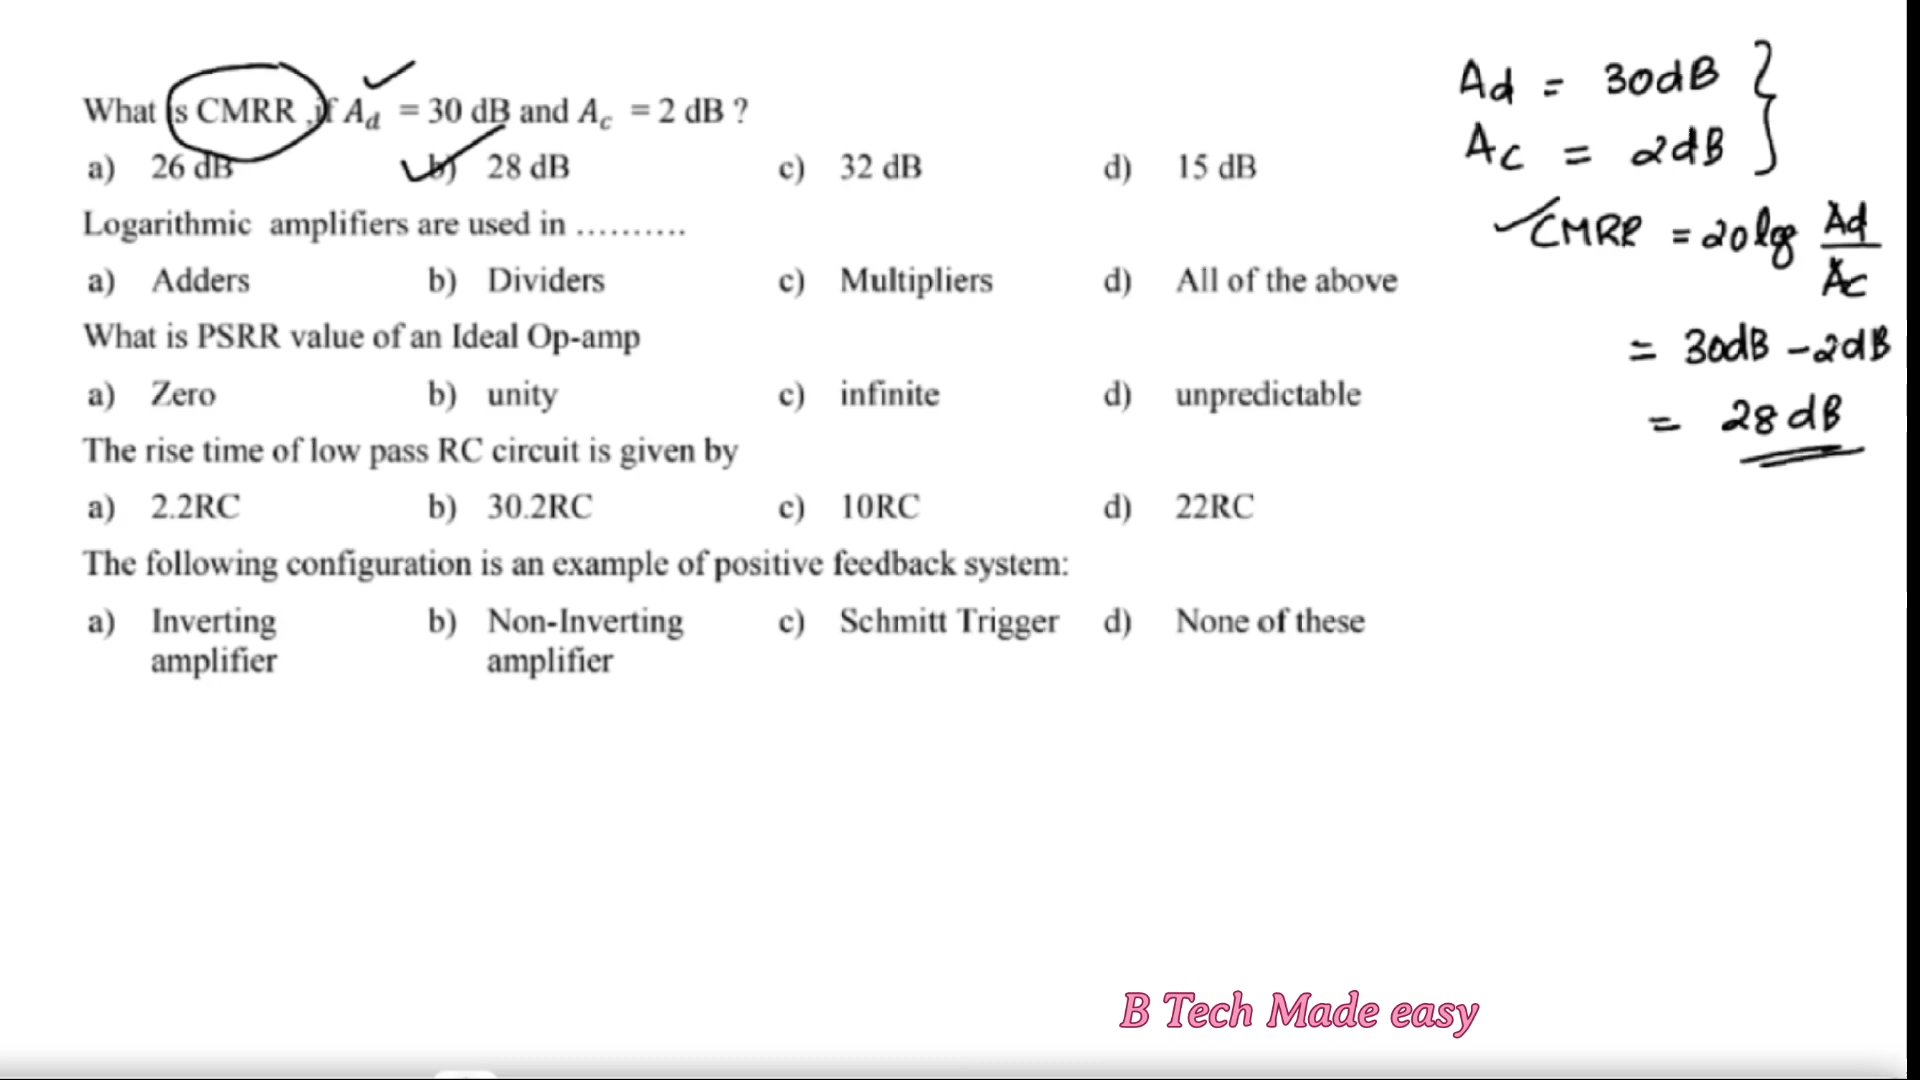 What is CMRR ,if A_d = 30 dB and A_c = 2 dB ?
a) 26 dB b) 28 dB c) 32 dB d) 15 dB
Logarithmic amplifiers are used in ..........
a) Adders b) Dividers c) Multipliers d) All of the above
What is PSRR value of an Ideal Op-amp
a) Zero b) unity c) infinite d) unpredictable
The rise time of low pass RC circuit is given by
a) 2.2RC b) 30.2RC c) 10RC d) 22RC
The following configuration is an example of positive feedback system:
a) Inverting amplifier b) Non-Inverting amplifier c) Schmitt Trigger d) None of these
Ad = 30dB
Ac = 2dB
CMRR = 20log Ad/Ac
= 30dB - 2dB
= 28dB
B Tech Made easy